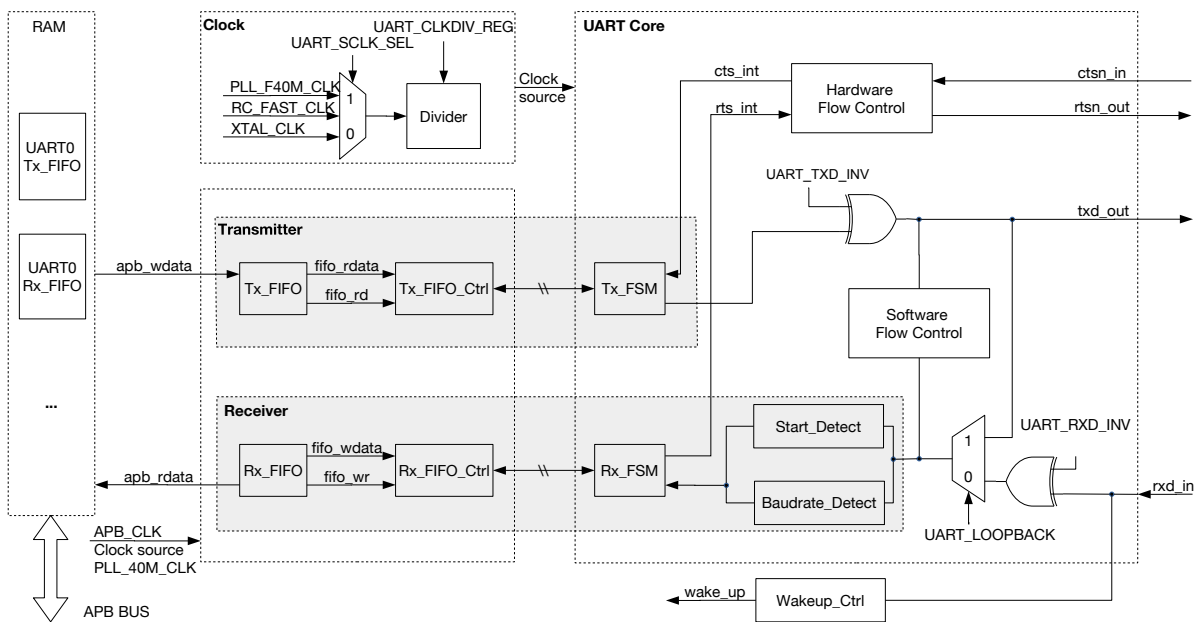 RAM
UART0
Tx_FIFO
UART0
Rx_FIFO
...
Clock
UART_CLKDIV_REG
UART_SCLK_SEL
PLL_F40M_CLK
RC_FAST_CLK
XTAL_CLK
1
0
Divider
Clock
source
UART Core
cts_int
rts_int
Hardware
Flow Control
ctsn_in
rtsn_out
UART_TXD_INV
txd_out
Transmitter
apb_wdata
Tx_FIFO
fifo_rdata
fifo_rd
Tx_FIFO_Ctrl
Tx_FSM
Software
Flow Control
Receiver
apb_rdata
Rx_FIFO
fifo_wdata
fifo_wr
Rx_FIFO_Ctrl
Rx_FSM
Start_Detect
Baudrate_Detect
1
0
UART_RXD_INV
rxd_in
UART_LOOPBACK
APB_CLK
Clock source
PLL_40M_CLK
APB BUS
wake_up
Wakeup_Ctrl